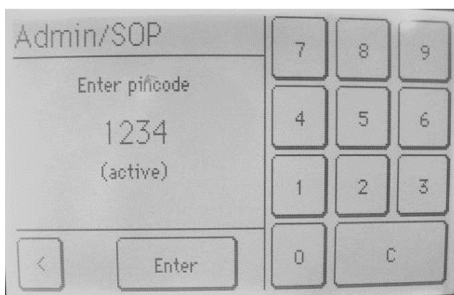 Admin/SOP
Enter pincode
1234
(active)
<
Enter
7 8 9
4 5 6
1 2 3
0 C